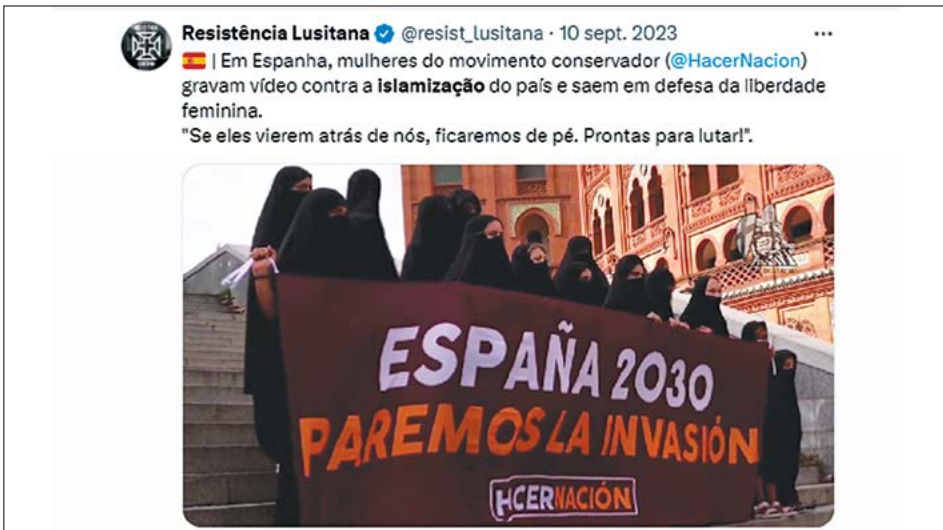 Resistência Lusitana @resist_lusitana · 10 sept. 2023
| Em Espanha, mulheres do movimento conservador (@HacerNacion)
gravam vídeo contra a islamização do país e saem em defesa da liberdade
feminina.
"Se eles vierem atrás de nós, ficaremos de pé. Prontas para lutar!".
ESPAÑA 2030
PAREMOS LA INVASIÓN
HCERNACIÓN